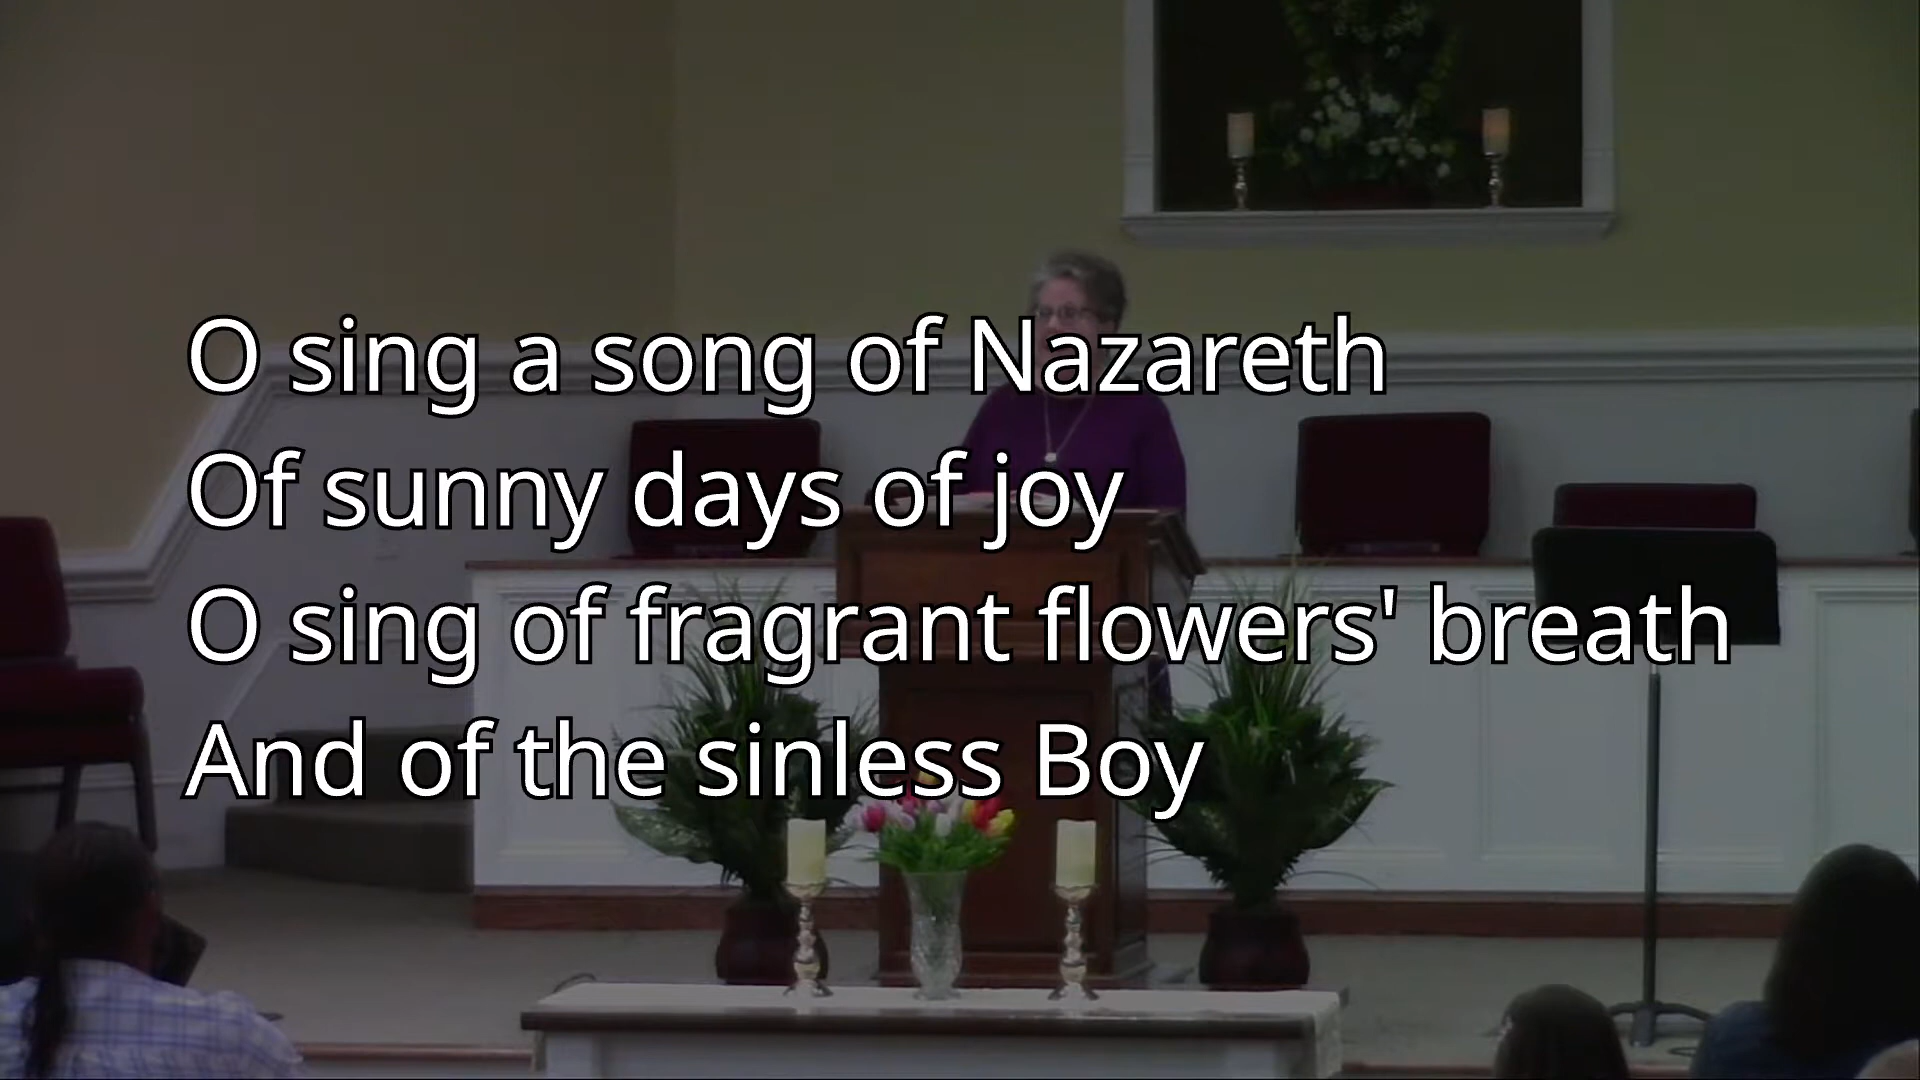 O sing a song of Nazareth
Of sunny days of joy
O sing of fragrant flowers' breath
And of the sinless Boy